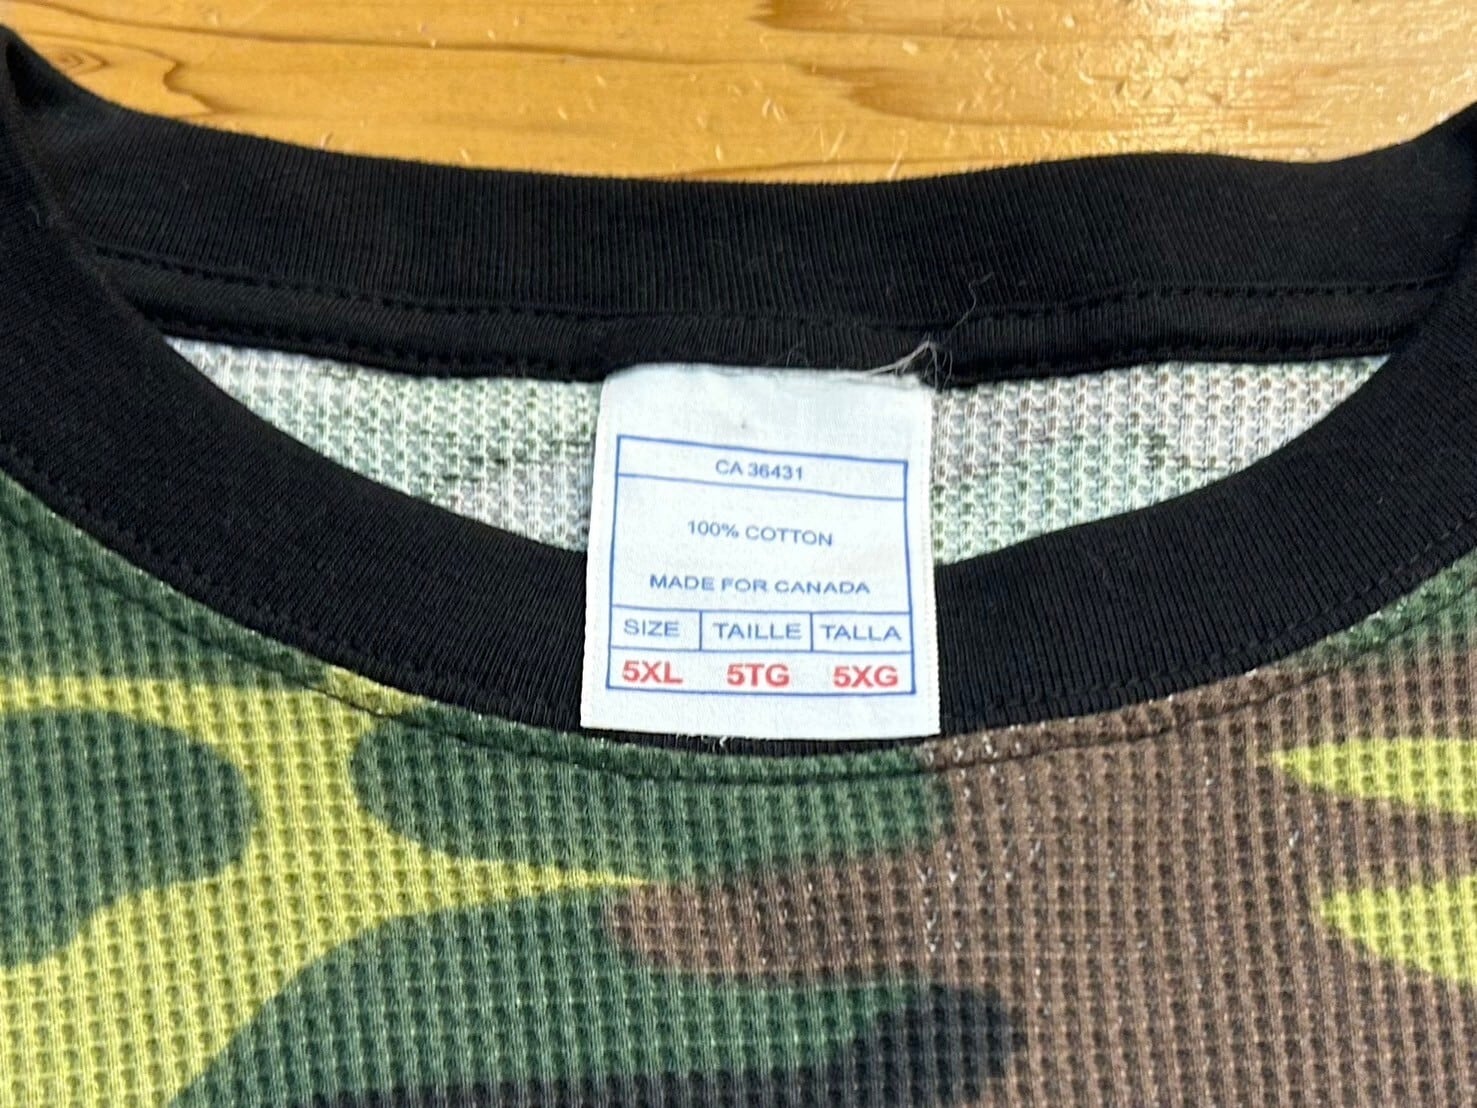 CA 36431
100% COTTON
MADE FOR CANADA
SIZE TAILLE TALLA
5XL 5TG 5XG